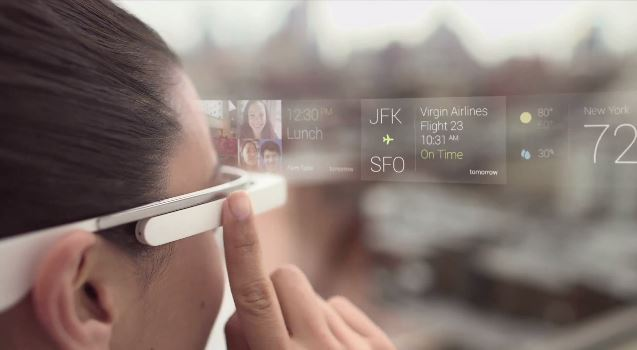 12:30 PM
Lunch
tomorrow
JFK
SFO
Virgin Airlines
Flight 23
10:31 AM
On Time
tomorrow
80°
30%
New York
72